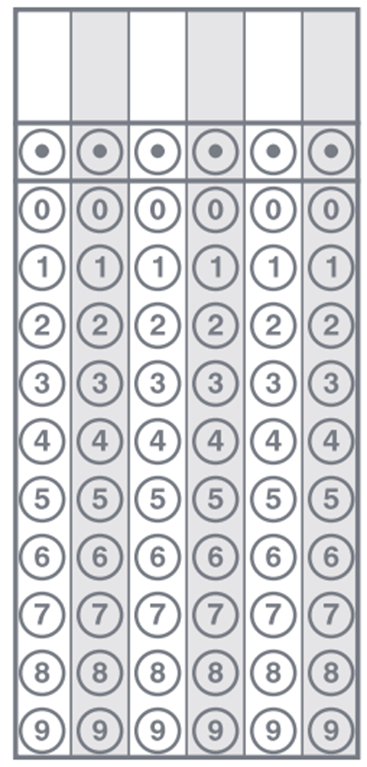 • • • • • •
0 0 0 0 0 0
1 1 1 1 1 1
2 2 2 2 2 2
3 3 3 3 3 3
4 4 4 4 4 4
5 5 5 5 5 5
6 6 6 6 6 6
7 7 7 7 7 7
8 8 8 8 8 8
9 9 9 9 9 9